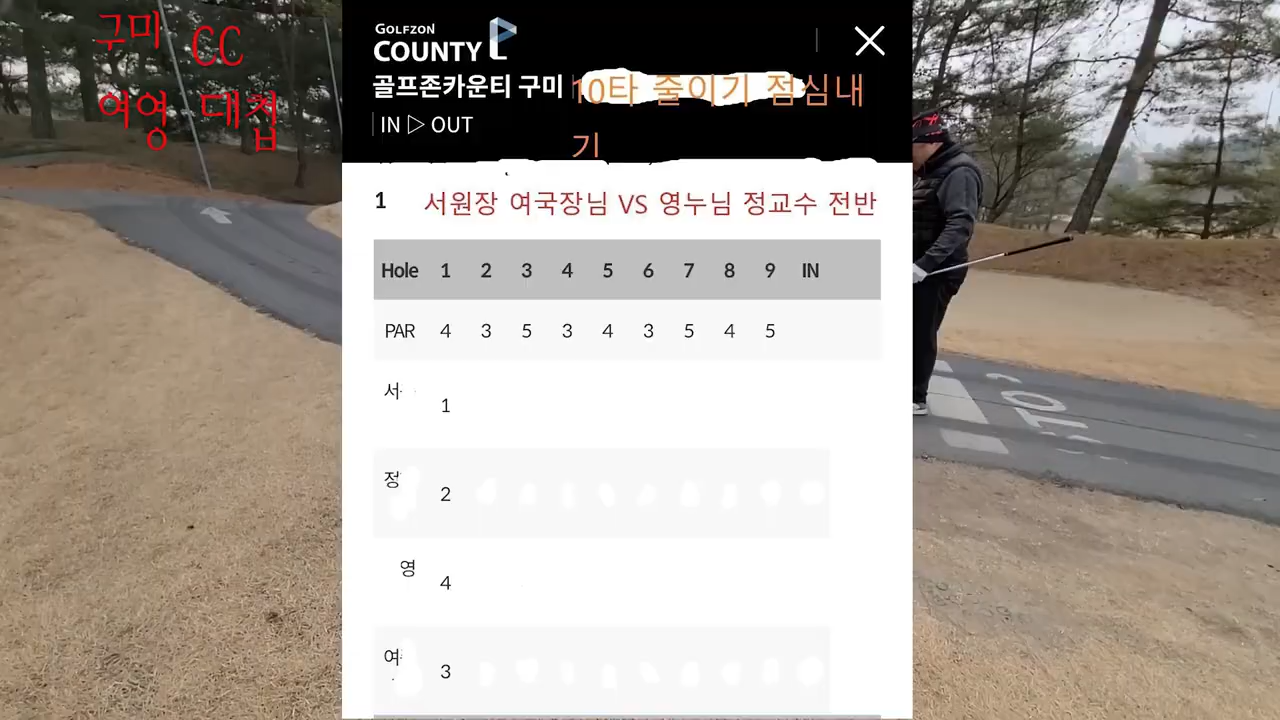 구미 CC
여영 대첩
GOLFZON
COUNTY
골프존카운티 구미
10타 줄이기 점심내
기
IN ▷ OUT
1 서원장 여국장님 VS 영누님 정교수 전반
Hole 1 2 3 4 5 6 7 8 9 IN
PAR 4 3 5 3 4 3 5 4 5
서 1
정 2
영 4
여 3